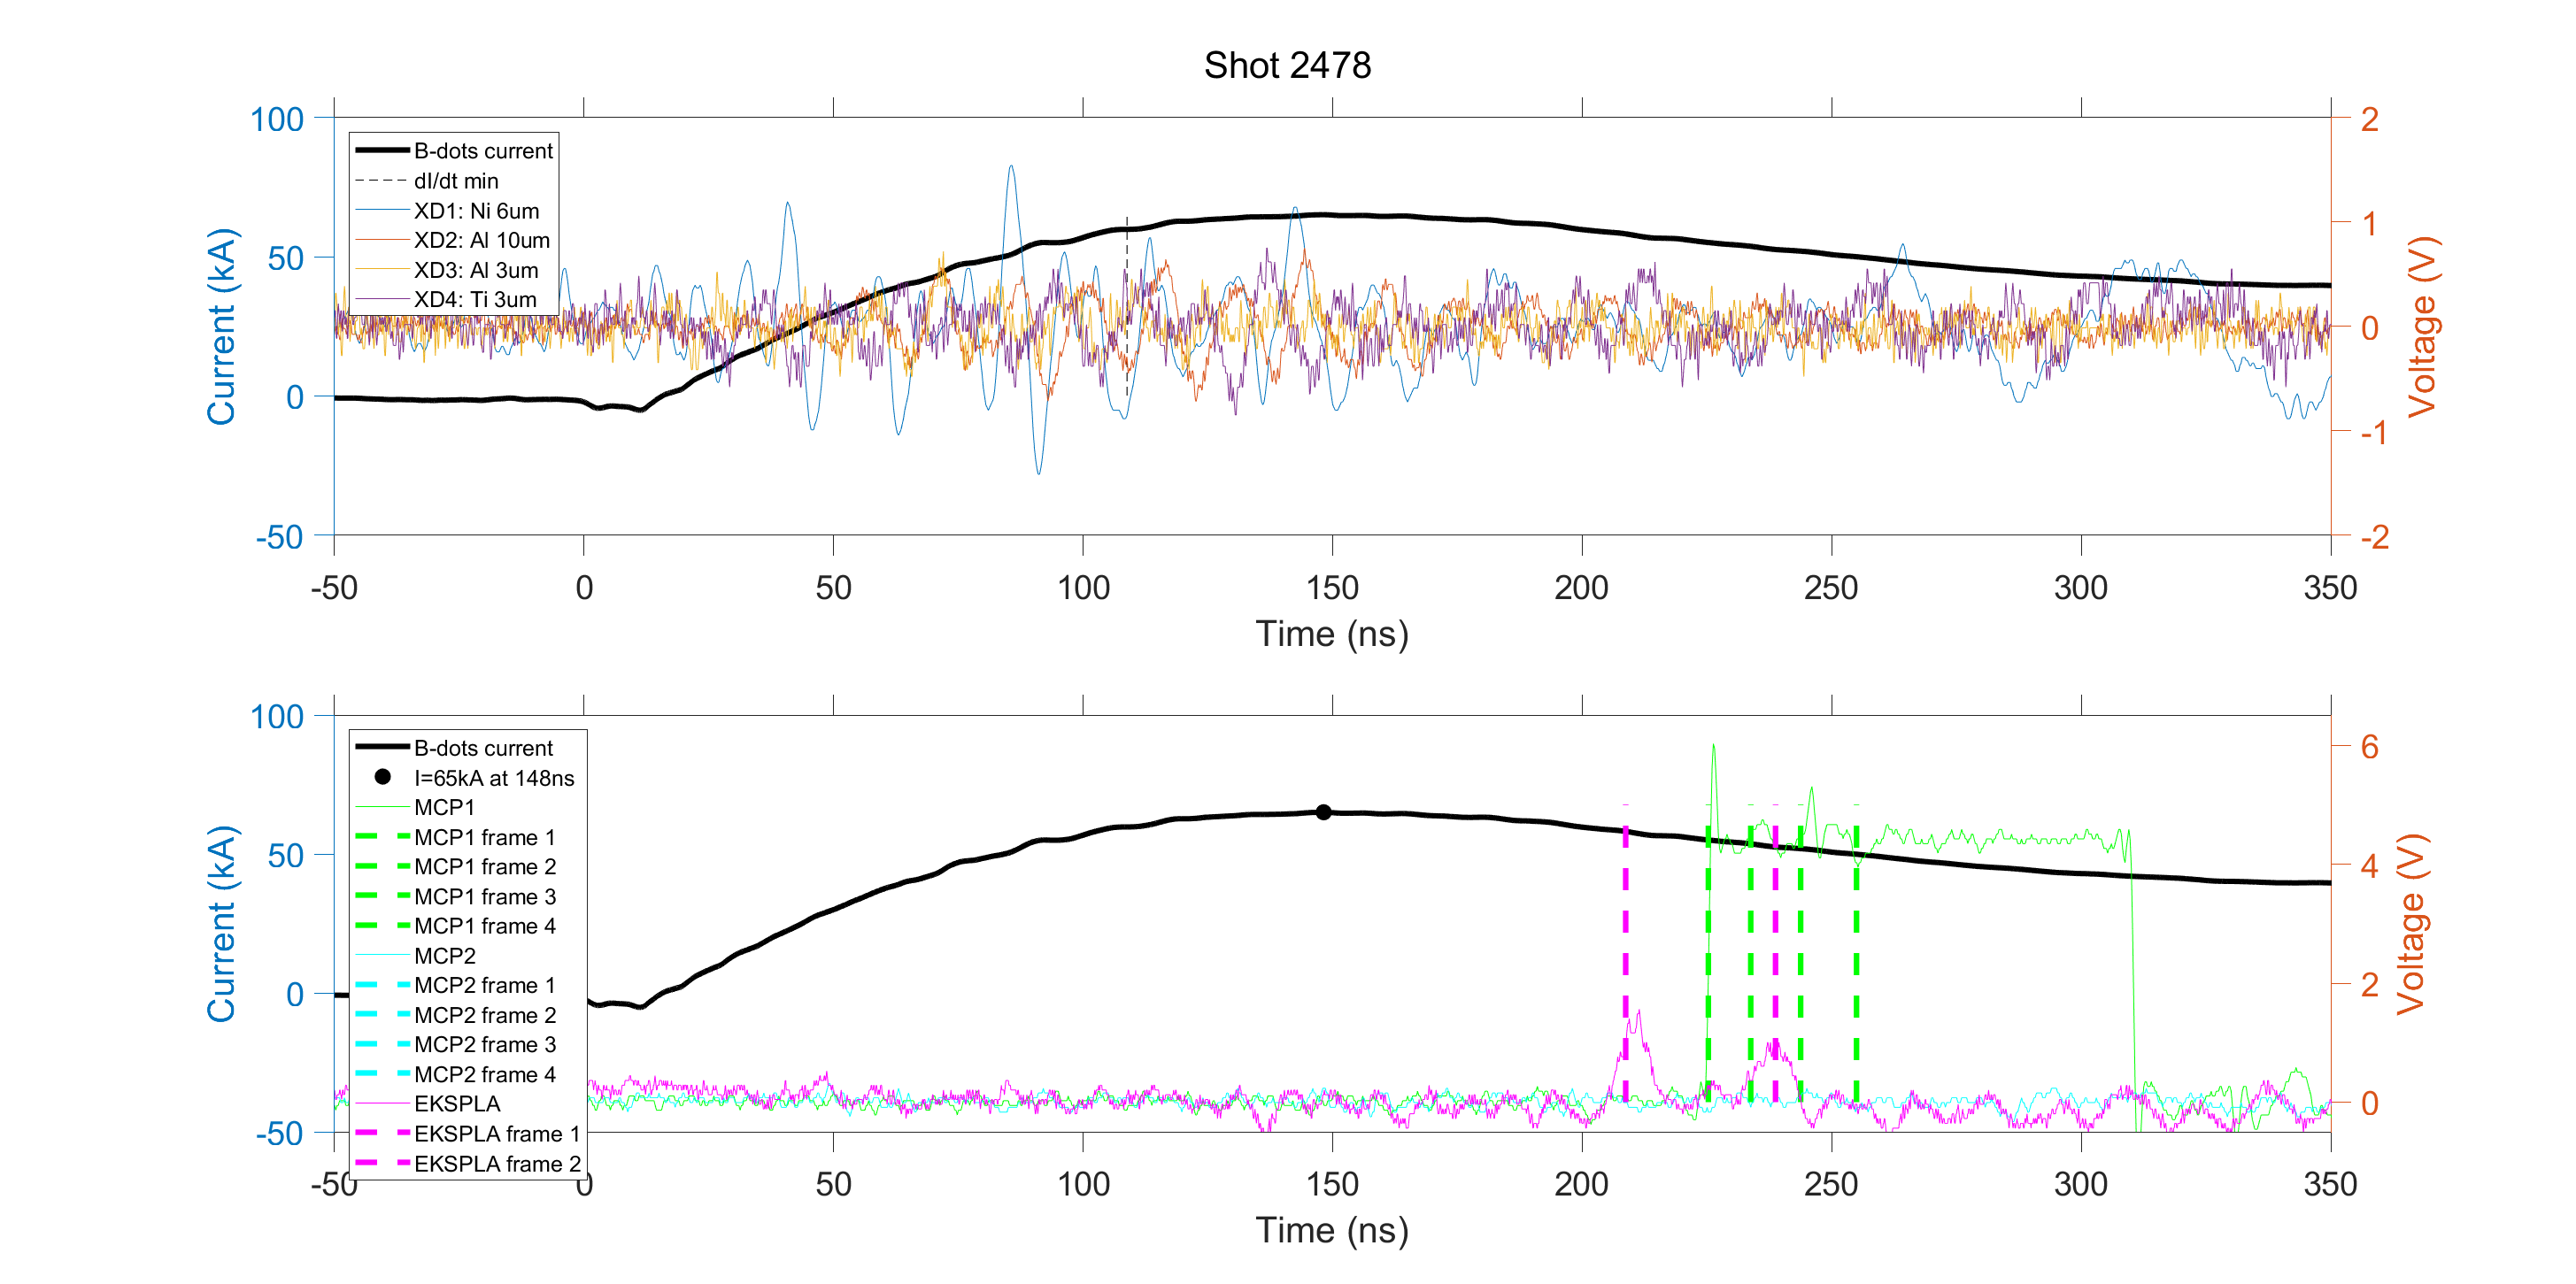 Shot 2478
100
50
0
-50
Current (kA)
B-dots current
dI/dt min
XD1: Ni 6um
XD2: Al 10um
XD3: Al 3um
XD4: Ti 3um
2
1
0
-1
-2
Voltage (V)
-50 0 50 100 150 200 250 300 350
Time (ns)
100
50
0
-50
Current (kA)
B-dots current
I=65kA at 148ns
MCP1
MCP1 frame 1
MCP1 frame 2
MCP1 frame 3
MCP1 frame 4
MCP2
MCP2 frame 1
MCP2 frame 2
MCP2 frame 3
MCP2 frame 4
EKSPLA
EKSPLA frame 1
EKSPLA frame 2
6
4
2
0
Voltage (V)
-50 0 50 100 150 200 250 300 350
Time (ns)